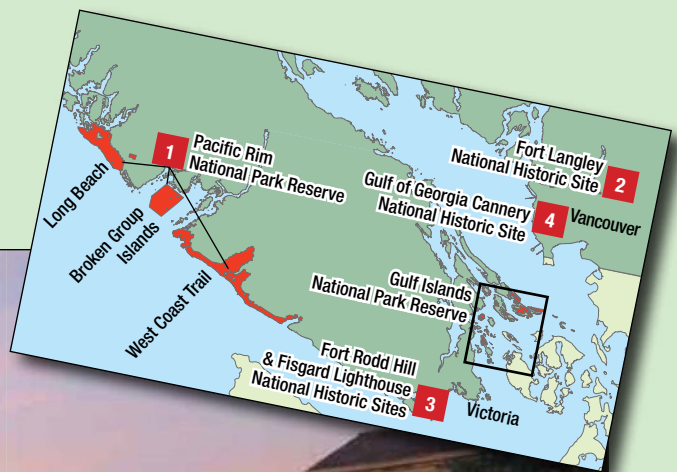 1
Pacific Rim
National Park Reserve
Long Beach
Broken Group
Islands
West Coast Trail
Fort Langley
National Historic Site
2
Gulf of Georgia Cannery
National Historic Site
4
Vancouver
Gulf Islands
National Park Reserve
Fort Rodd Hill
& Fisgard Lighthouse
National Historic Sites
3
Victoria